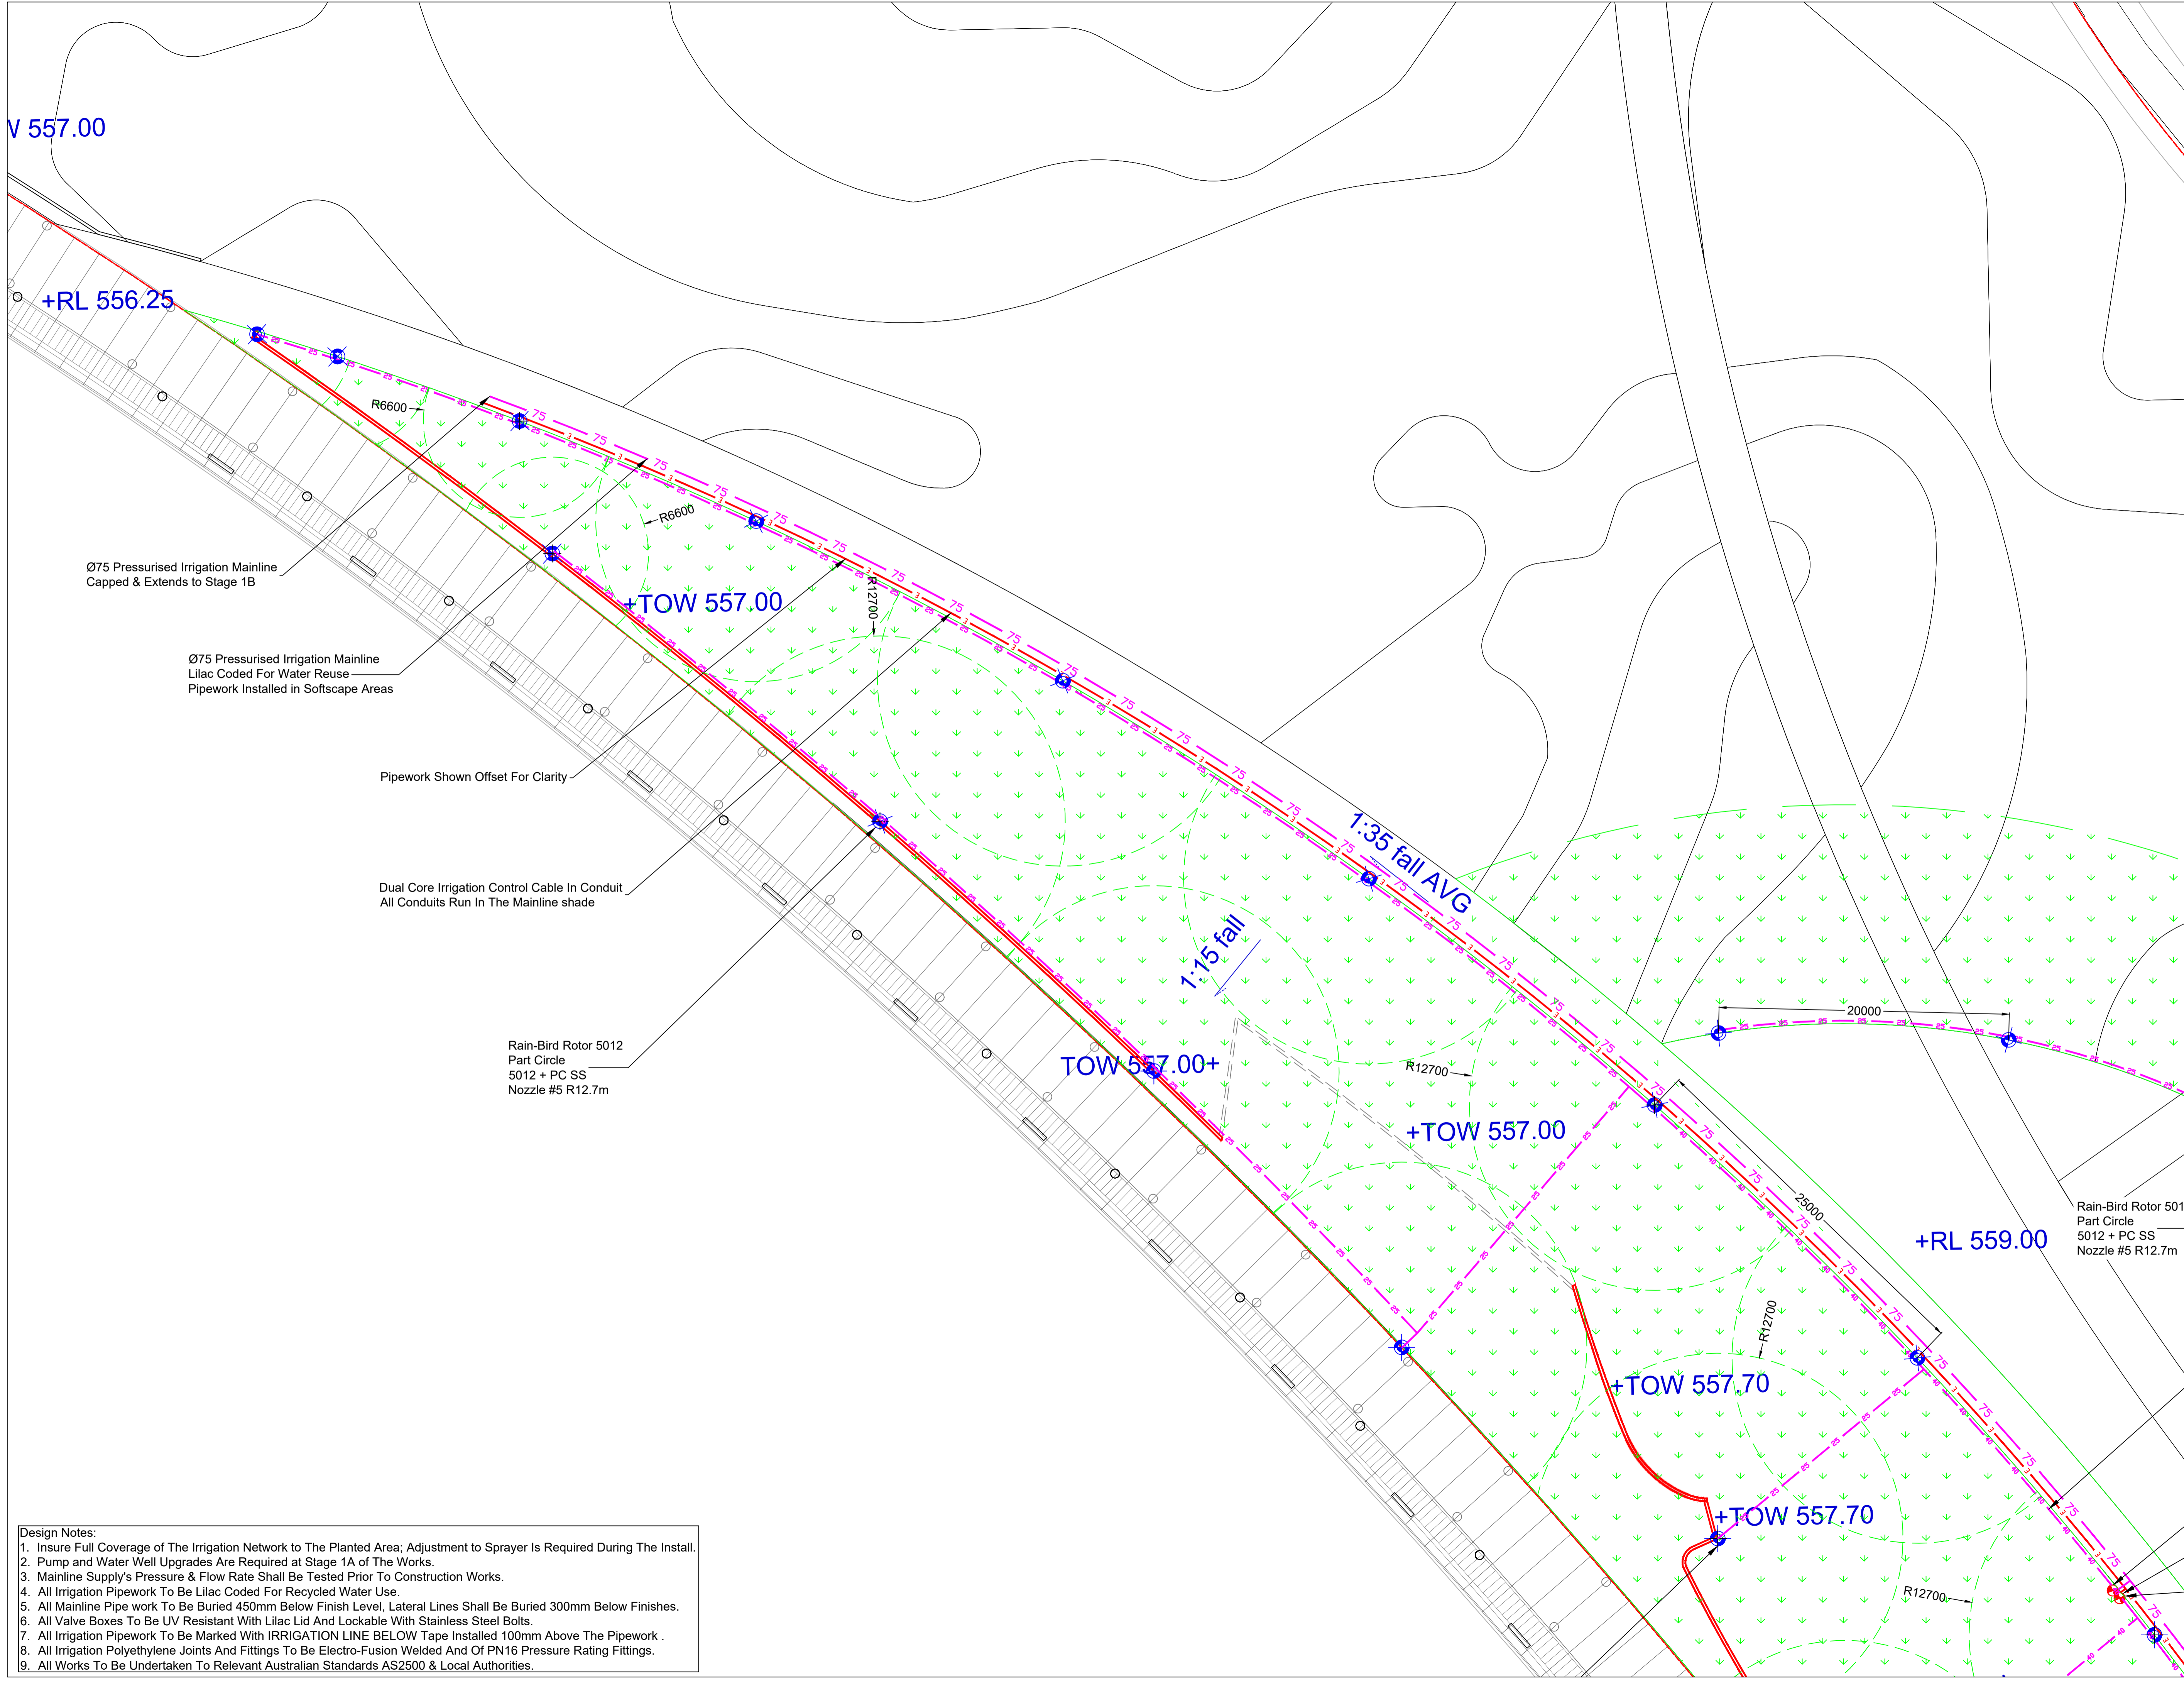 W 557.00
+RL 556.25
R6600
R6600
R12700
+TOW 557.00
Ø75 Pressurised Irrigation Mainline
Capped & Extends to Stage 1B
Ø75 Pressurised Irrigation Mainline
Lilac Coded For Water Reuse
Pipework Installed in Softscape Areas
Pipework Shown Offset For Clarity
Dual Core Irrigation Control Cable In Conduit
All Conduits Run In The Mainline shade
Rain-Bird Rotor 5012
Part Circle
5012 + PC SS
Nozzle #5 R12.7m
1:35 fall AVG
1:15 fall
TOW 557.00+
R12700
+TOW 557.00
20000
25000
+RL 559.00
Rain-Bird Rotor 501
Part Circle
5012 + PC SS
Nozzle #5 R12.7m
R12700
+TOW 557.70
+TOW 557.70
R12700
75
25
3
40
Design Notes:
1. Insure Full Coverage of The Irrigation Network to The Planted Area; Adjustment to Sprayer Is Required During The Install.
2. Pump and Water Well Upgrades Are Required at Stage 1A of The Works.
3. Mainline Supply's Pressure & Flow Rate Shall Be Tested Prior To Construction Works.
4. All Irrigation Pipework To Be Lilac Coded For Recycled Water Use.
5. All Mainline Pipe work To Be Buried 450mm Below Finish Level, Lateral Lines Shall Be Buried 300mm Below Finishes.
6. All Valve Boxes To Be UV Resistant With Lilac Lid And Lockable With Stainless Steel Bolts.
7. All Irrigation Pipework To Be Marked With IRRIGATION LINE BELOW Tape Installed 100mm Above The Pipework .
8. All Irrigation Polyethylene Joints And Fittings To Be Electro-Fusion Welded And Of PN16 Pressure Rating Fittings.
9. All Works To Be Undertaken To Relevant Australian Standards AS2500 & Local Authorities.